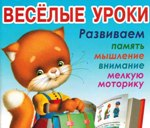 ВЕСЁЛЫЕ УРОКИ
Развиваем
память
мышление
внимание
мелкую
моторику